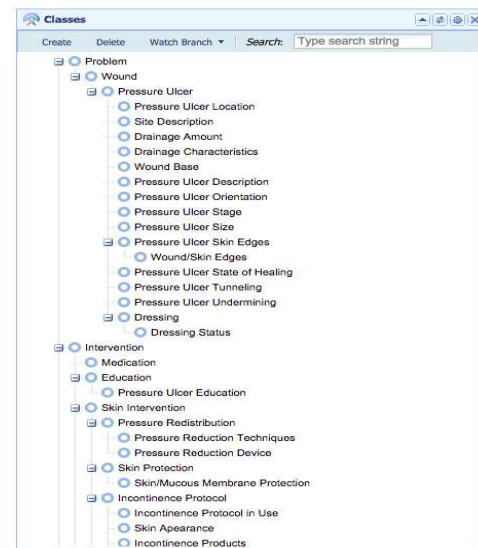 Classes
Create Delete Watch Branch Search: Type search string
Problem
Wound
Pressure Ulcer
Pressure Ulcer Location
Site Description
Drainage Amount
Drainage Characteristics
Wound Base
Pressure Ulcer Description
Pressure Ulcer Orientation
Pressure Ulcer Stage
Pressure Ulcer Size
Pressure Ulcer Skin Edges
Wound/Skin Edges
Pressure Ulcer State of Healing
Pressure Ulcer Tunneling
Pressure Ulcer Undermining
Dressing
Dressing Status
Intervention
Medication
Education
Pressure Ulcer Education
Skin Intervention
Pressure Redistribution
Pressure Reduction Techniques
Pressure Reduction Device
Skin Protection
Skin/Mucous Membrane Protection
Incontinence Protocol
Incontinence Protocol in Use
Skin Apearance
Incontinence Products